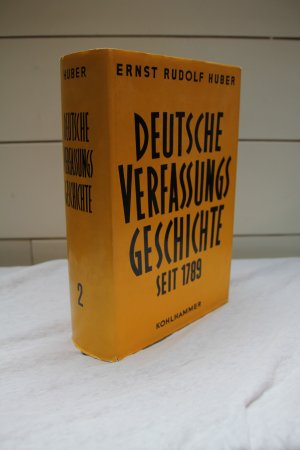 HUBER
DEUTSCHE
VERFASSUNGS
GESCHICHTE
2
ERNST RUDOLF HUBER
DEUTSCHE
VERFASSUNGS
GESCHICHTE
SEIT 1789
KOHLHAMMER